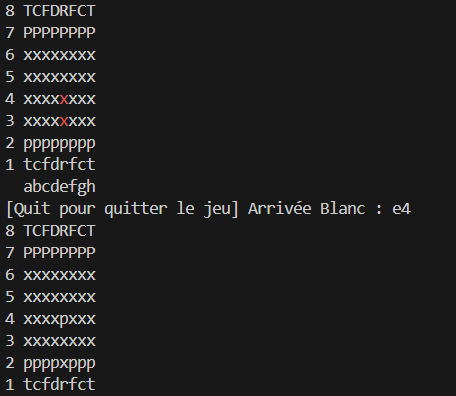 8 TCFDRFCT
7 PPPPPPPP
6 xxxxxxxx
5 xxxxxxxx
4 xxxxxxxx
3 xxxxxxxx
2 pppppppp
1 tcfdrfct
  abcdefgh
[Quit pour quitter le jeu] Arrivée Blanc : e4
8 TCFDRFCT
7 PPPPPPPP
6 xxxxxxxx
5 xxxxxxxx
4 xxxxpxxx
3 xxxxxxxx
2 ppppxppp
1 tcfdrfct